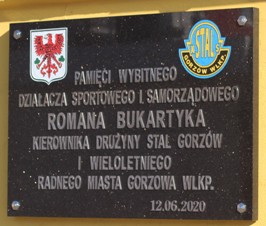 STAL
GORZÓW WLKP.
PAMIĘCI WYBITNEGO
DZIAŁACZA SPORTOWEGO I SAMORZĄDOWEGO
ROMANA BUKARTYKA
KIEROWNIKA DRUŻYNY STAL GORZÓW
I WIELOLETNIEGO
RADNEGO MIASTA GORZOWA WLKP.
12.06.2020